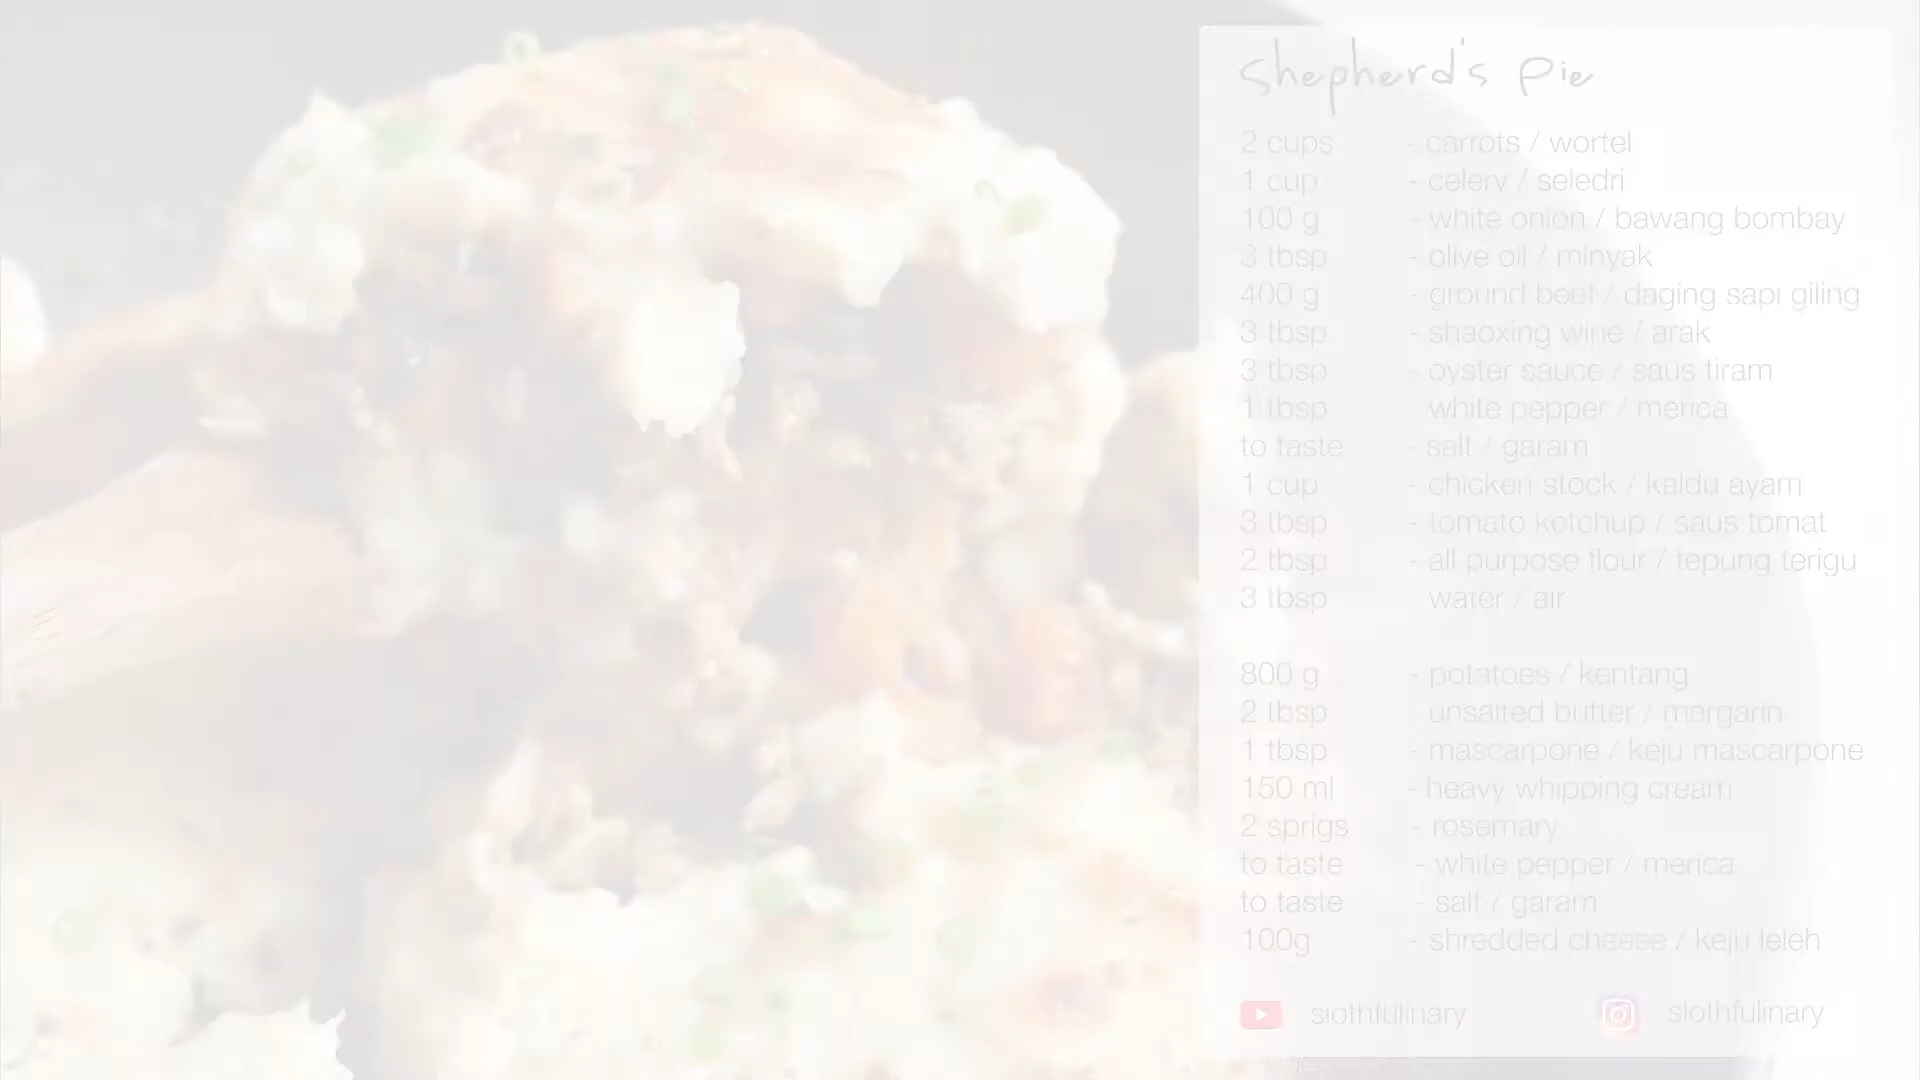 Shepherd's Pie
2 cups - carrots / wortel
1 cup - celery / seledri
100 g - white onion / bawang bombay
3 tbsp - olive oil / minyak
400 g - ground beef / daging sapi giling
3 tbsp - shaoxing wine / arak
3 tbsp - oyster sauce / saus tiram
1 tbsp - white pepper / merica
to taste - salt / garam
1 cup - chicken stock / kaldu ayam
3 tbsp - tomato ketchup / saus tomat
2 tbsp - all purpose flour / tepung terigu
3 tbsp - water / air
800 g - potatoes / kentang
2 tbsp - unsalted butter / margarin
1 tbsp - mascarpone / keju mascarpone
150 ml - heavy whipping cream
2 sprigs - rosemary
to taste - white pepper / merica
to taste - salt / garam
100g - shredded cheese / keju leleh
slothfulinary slothfulinary